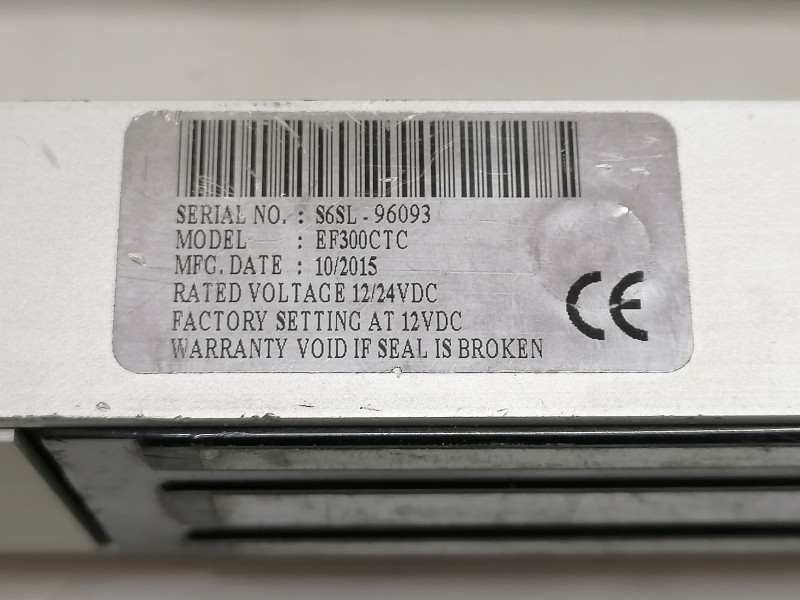 SERIAL NO. : S6SL - 96093
MODEL : EF300CTC
MFG. DATE : 10/2015
RATED VOLTAGE 12/24VDC
FACTORY SETTING AT 12VDC
WARRANTY VOID IF SEAL IS BROKEN
CE